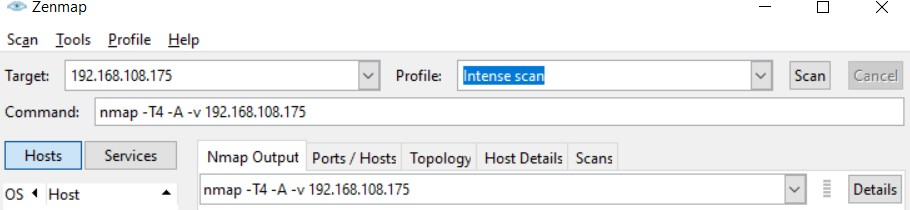 Zenmap
Scan Tools Profile Help
Target: 192.168.108.175 Profile: Intense scan Scan Cancel
Command: nmap -T4 -A -v 192.168.108.175
Hosts Services Nmap Output Ports / Hosts Topology Host Details Scans
OS Host nmap -T4 -A -v 192.168.108.175 Details